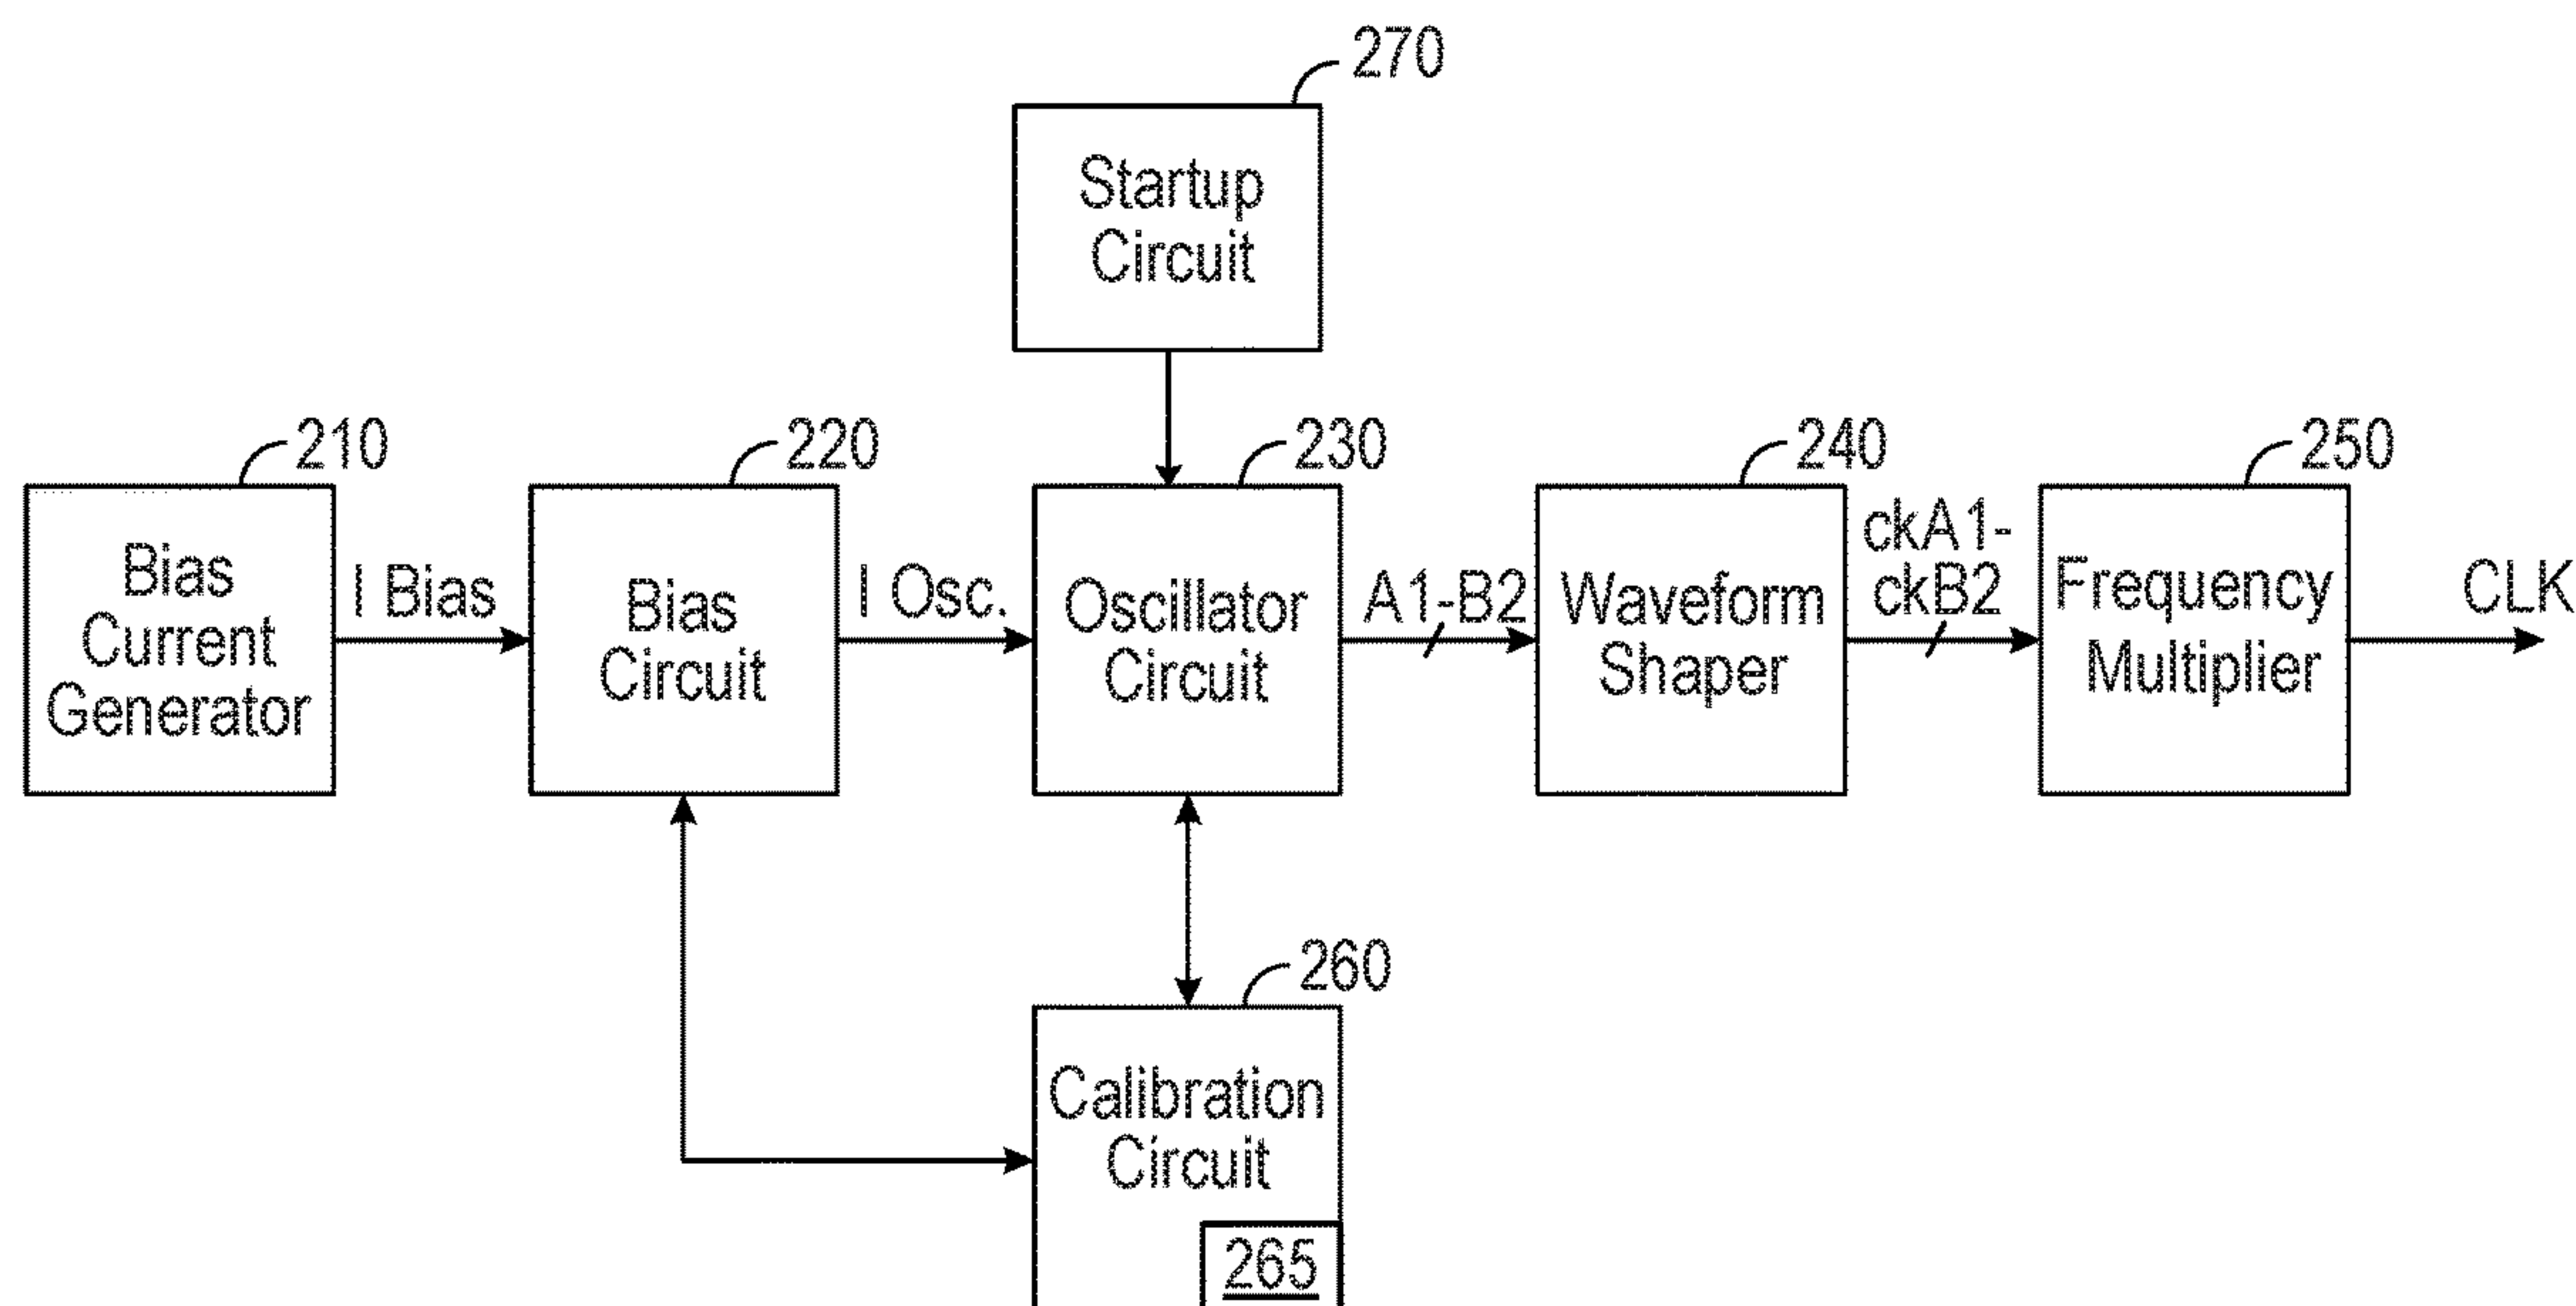 270
Startup
Circuit
210
220
230
240
250
Bias
Current
Generator
I Bias
Bias
Circuit
I Osc.
Oscillator
Circuit
A1-B2
Waveform
Shaper
ckA1-
ckB2
Frequency
Multiplier
CLK
260
Calibration
Circuit
265